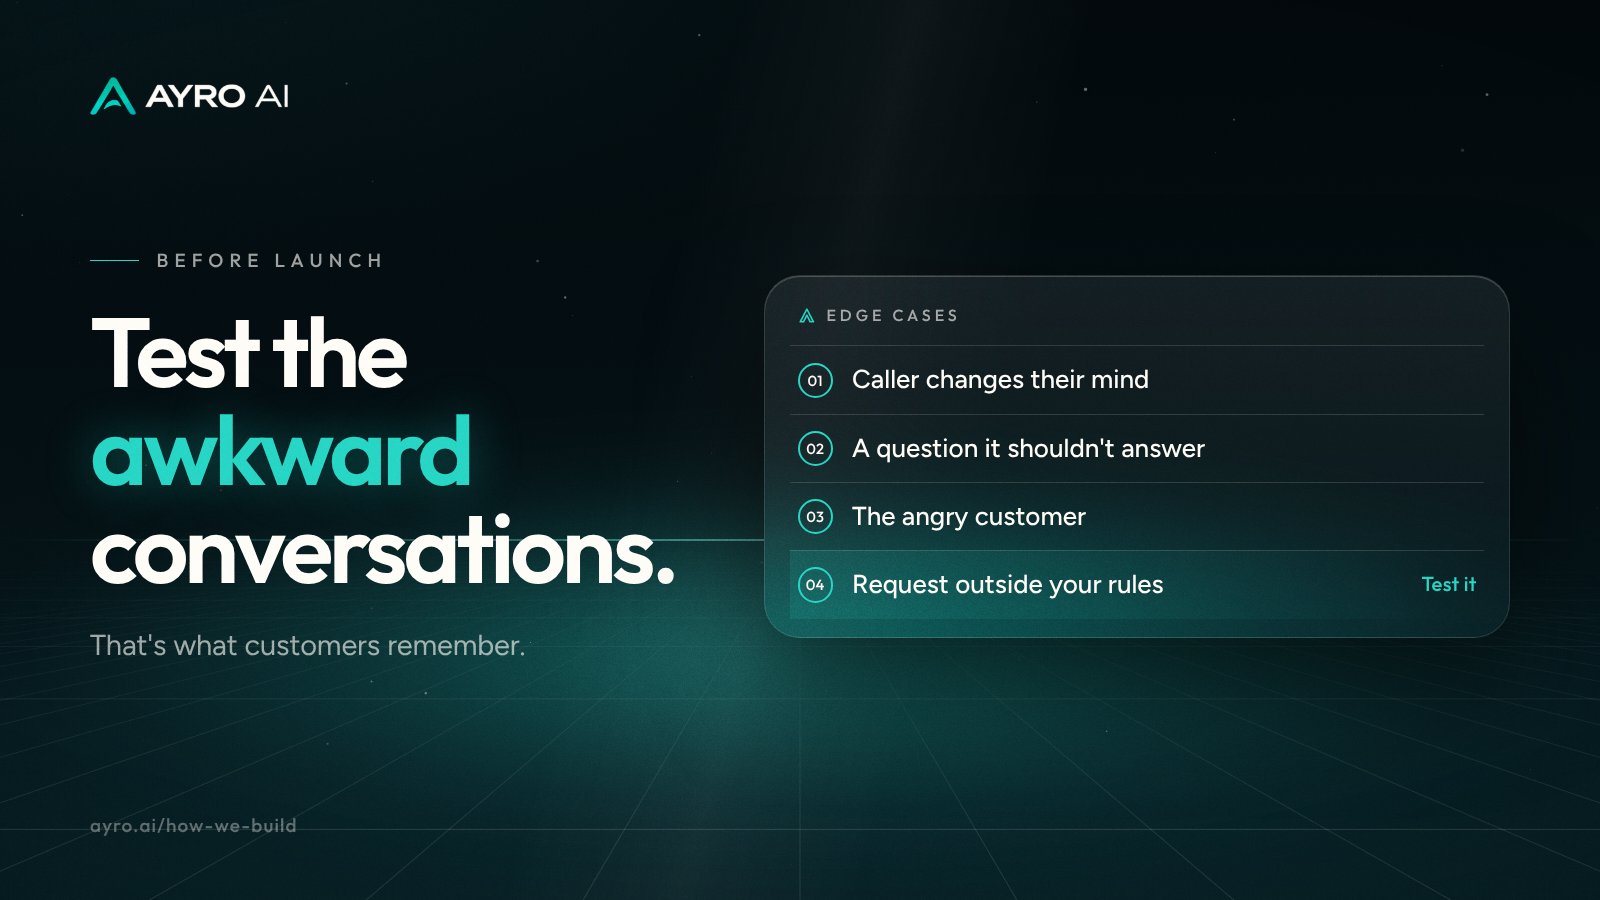 AYRO AI
BEFORE LAUNCH
Test the
awkward
conversations.
That's what customers remember.
EDGE CASES
01 Caller changes their mind
02 A question it shouldn't answer
03 The angry customer
04 Request outside your rules Test it
ayro.ai/how-we-build